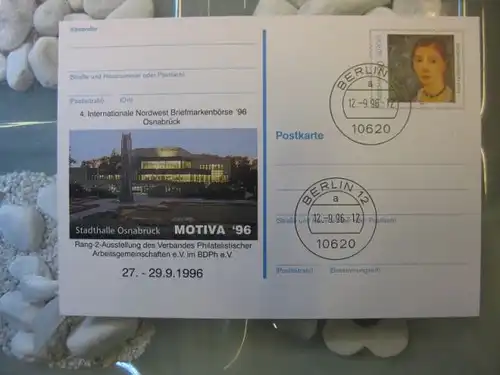 (Absender)
(Straße und Hausnummer oder Postfach)
(Postleitzahl) (Ort)
4. Internationale Nordwest Briefmarkenbörse '96
Osnabrück
Stadthalle Osnabrück MOTIVA '96
Rang-2-Ausstellung des Verbandes Philatelistischer
Arbeitsgemeinschaften e.V. im BDPh e.V.
27. - 29.9.1996
Postkarte
BERLIN 12
a
12.-9.96-12
10620
BERLIN 12
a
12.-9.96-12
10620
(Straße und Hausnummer oder Postfach)
(Postleitzahl) (Bestimmungsort)